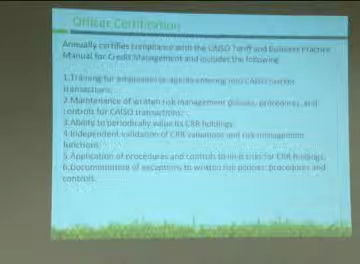 Officer Certification
Annually certifies compliance with the CAISO Tariff and Business Practice
Manual for Credit Management and includes the following:
1.Training for employees or agents entering into CAISO market
transactions;
2.Maintenance of written risk management policies, procedures, and
controls for CAISO transactions;
3.Ability to periodically value its CRR holdings;
4.Independent validation of CRR valuations and risk management
functions;
5.Application of procedures and controls to limit risks for CRR holdings;
6.Documentation of exceptions to written risk policies, procedures and
controls.